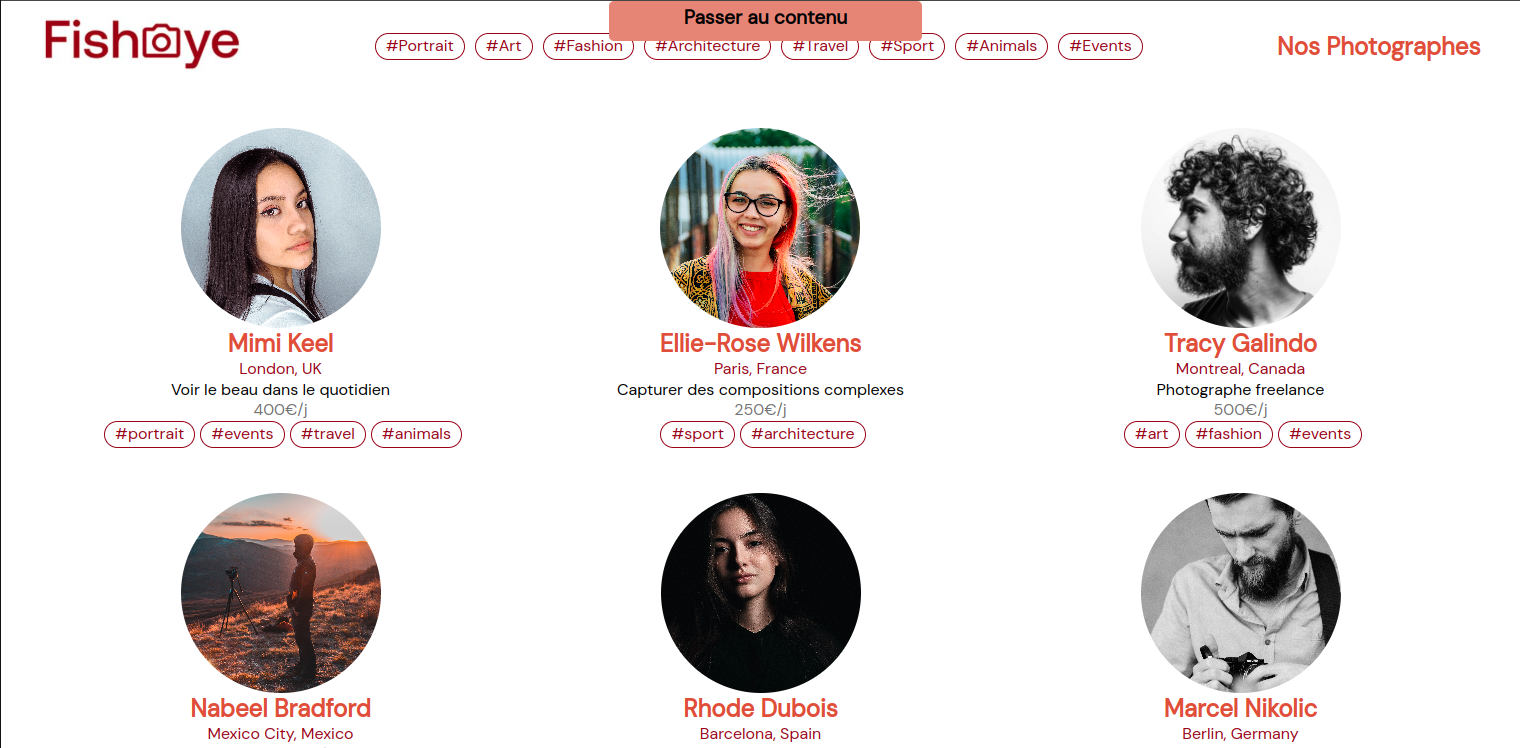 Passer au contenu
Fisheye
#Portrait #Art #Fashion #Architecture #Travel #Sport #Animals #Events
Nos Photographes
Mimi Keel
London, UK
Voir le beau dans le quotidien
400€/j
#portrait #events #travel #animals
Ellie-Rose Wilkens
Paris, France
Capturer des compositions complexes
250€/j
#sport #architecture
Tracy Galindo
Montreal, Canada
Photographe freelance
500€/j
#art #fashion #events
Nabeel Bradford
Mexico City, Mexico
Rhode Dubois
Barcelona, Spain
Marcel Nikolic
Berlin, Germany